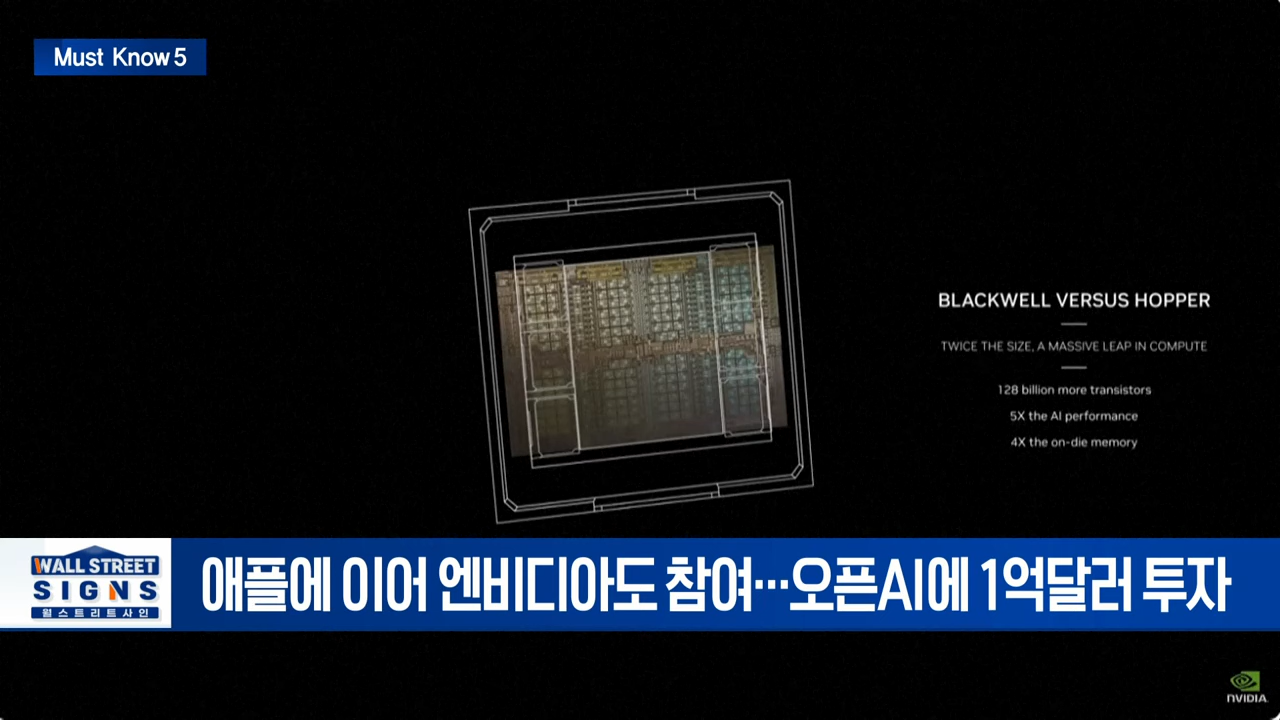 Must Know 5
BLACKWELL VERSUS HOPPER
TWICE THE SIZE, A MASSIVE LEAP IN COMPUTE
128 billion more transistors
5X the AI performance
4X the on-die memory
WALL STREET
SIGNS
월스트리트사인
애플에 이어 엔비디아도 참여…오픈AI에 1억달러 투자
NVIDIA